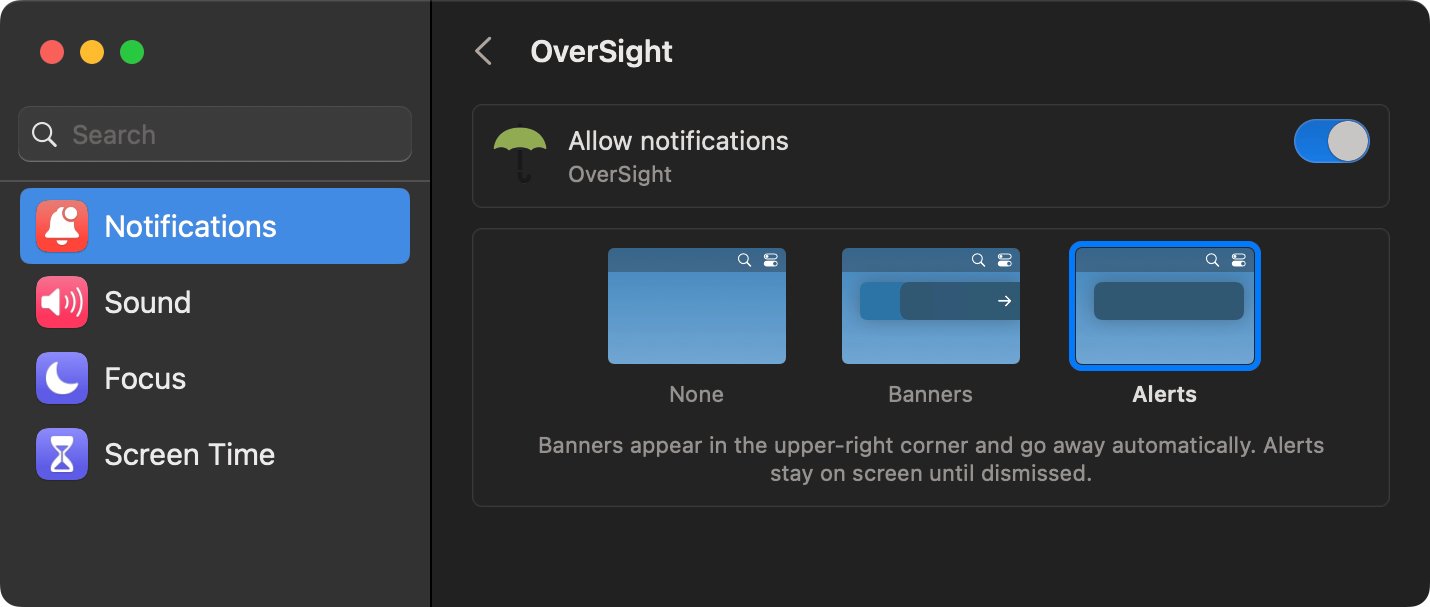 OverSight
Search
Allow notifications
OverSight
Notifications
Sound
Focus
Screen Time
None
Banners
Alerts
Banners appear in the upper-right corner and go away automatically. Alerts
stay on screen until dismissed.